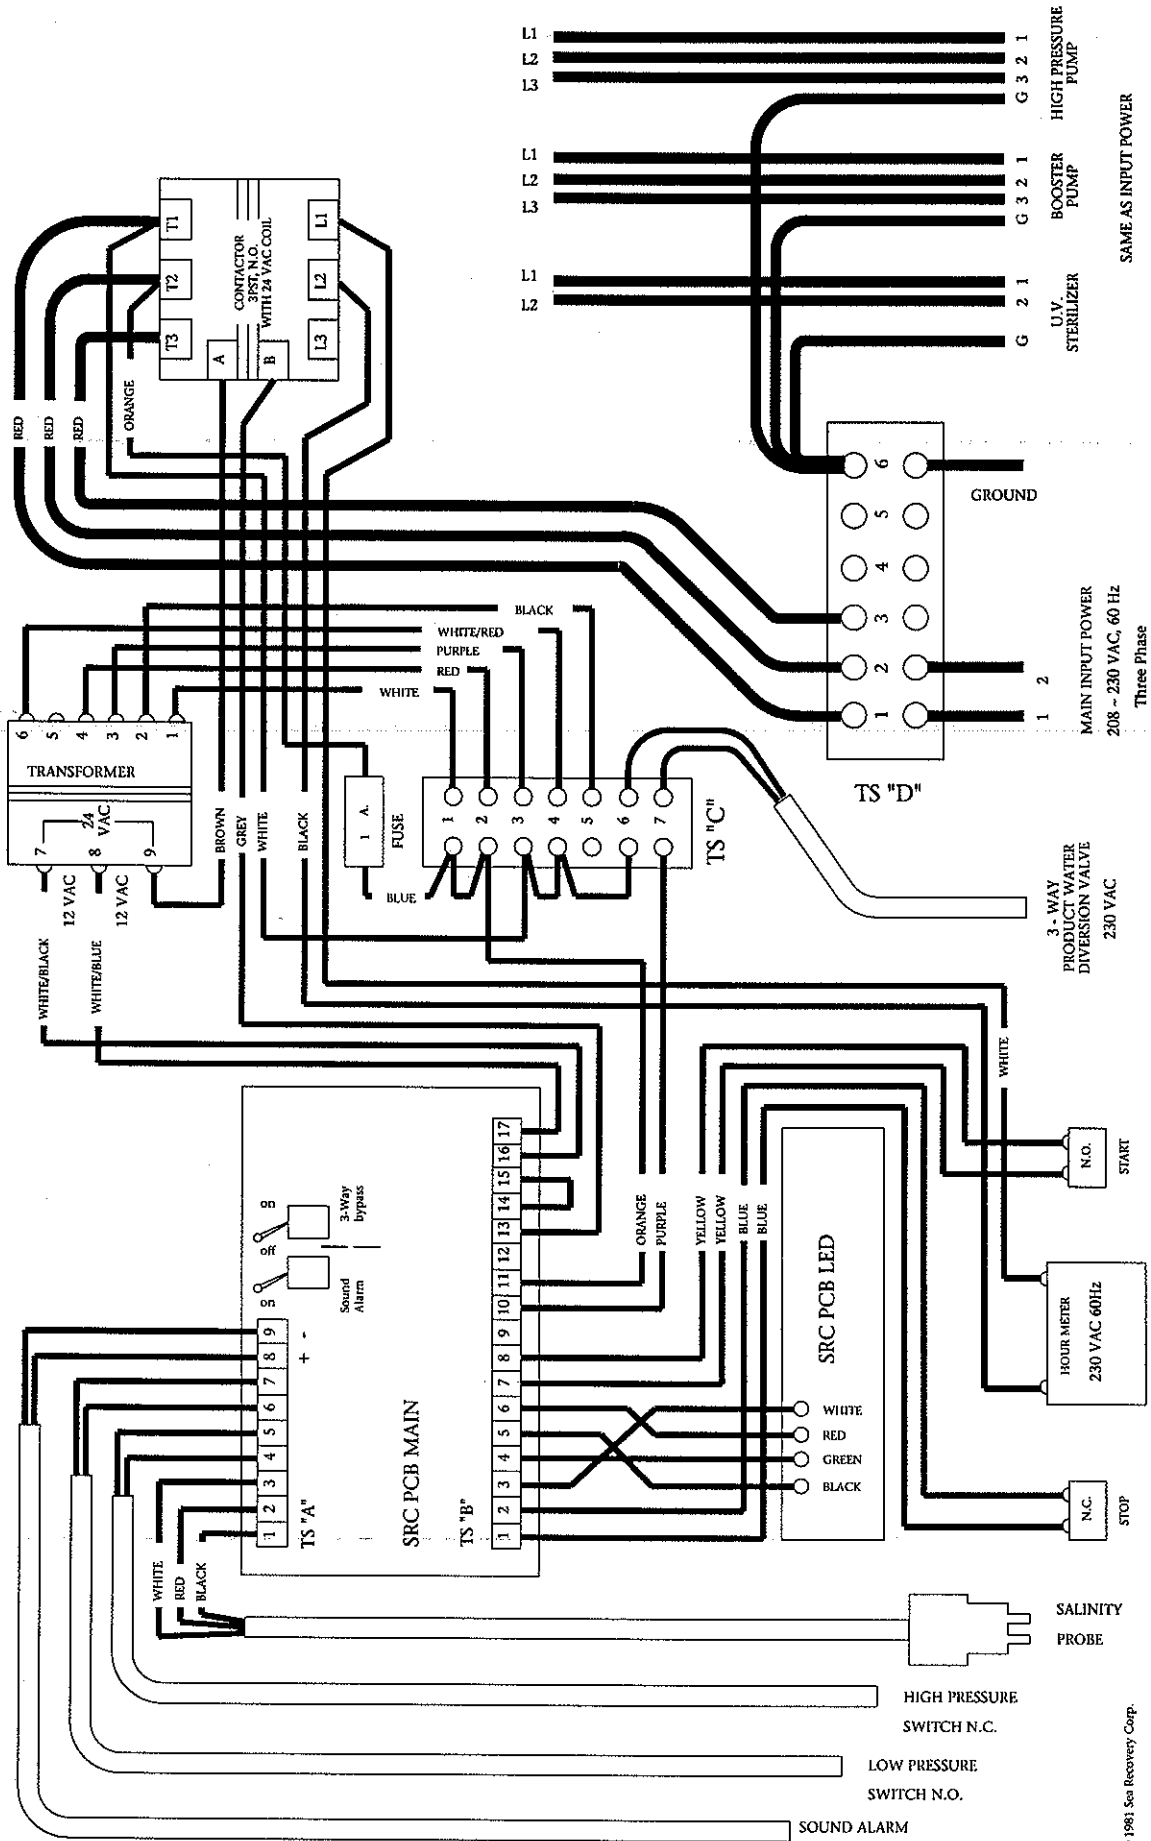 L1
L2
L3
1
2
3
G
HIGH PRESSURE
PUMP
L1
L2
L3
1
2
3
G
BOOSTER
PUMP
SAME AS INPUT POWER
L1
L2
1
2
G
U.V.
STERILIZER
T1
T2
T3
CONTACTOR
3PST, N.O.
WITH 24 VAC COIL
A
B
L1
L2
L3
RED
RED
RED
ORANGE
6
5
4
3
2
1
GROUND
TS "D"
1
2
MAIN INPUT POWER
208 ~ 230 VAC, 60 Hz
Three Phase
BLACK
WHITE/RED
PURPLE
RED
WHITE
6
5
4
3
2
1
TRANSFORMER
24
VAC
7
8
9
12 VAC
12 VAC
WHITE/BLACK
WHITE/BLUE
BROWN
GREY
WHITE
BLACK
1 A.
FUSE
BLUE
1
2
3
4
5
6
7
TS "C"
3 - WAY
PRODUCT WATER
DIVERSION VALVE
230 VAC
WHITE
on
3-Way
bypass
off
Sound
Alarm
on
17
16
15
14
13
12
11
10
9
8
7
6
5
4
3
2
1
TS "B"
SRC PCB MAIN
9
8
7
6
5
4
3
2
1
-
+
TS "A"
ORANGE
PURPLE
YELLOW
YELLOW
BLUE
BLUE
SRC PCB LED
WHITE
RED
GREEN
BLACK
N.O.
START
HOUR METER
230 VAC 60Hz
N.C.
STOP
WHITE
RED
BLACK
SALINITY
PROBE
HIGH PRESSURE
SWITCH N.C.
LOW PRESSURE
SWITCH N.O.
SOUND ALARM
1981 Sea Recovery Corp.